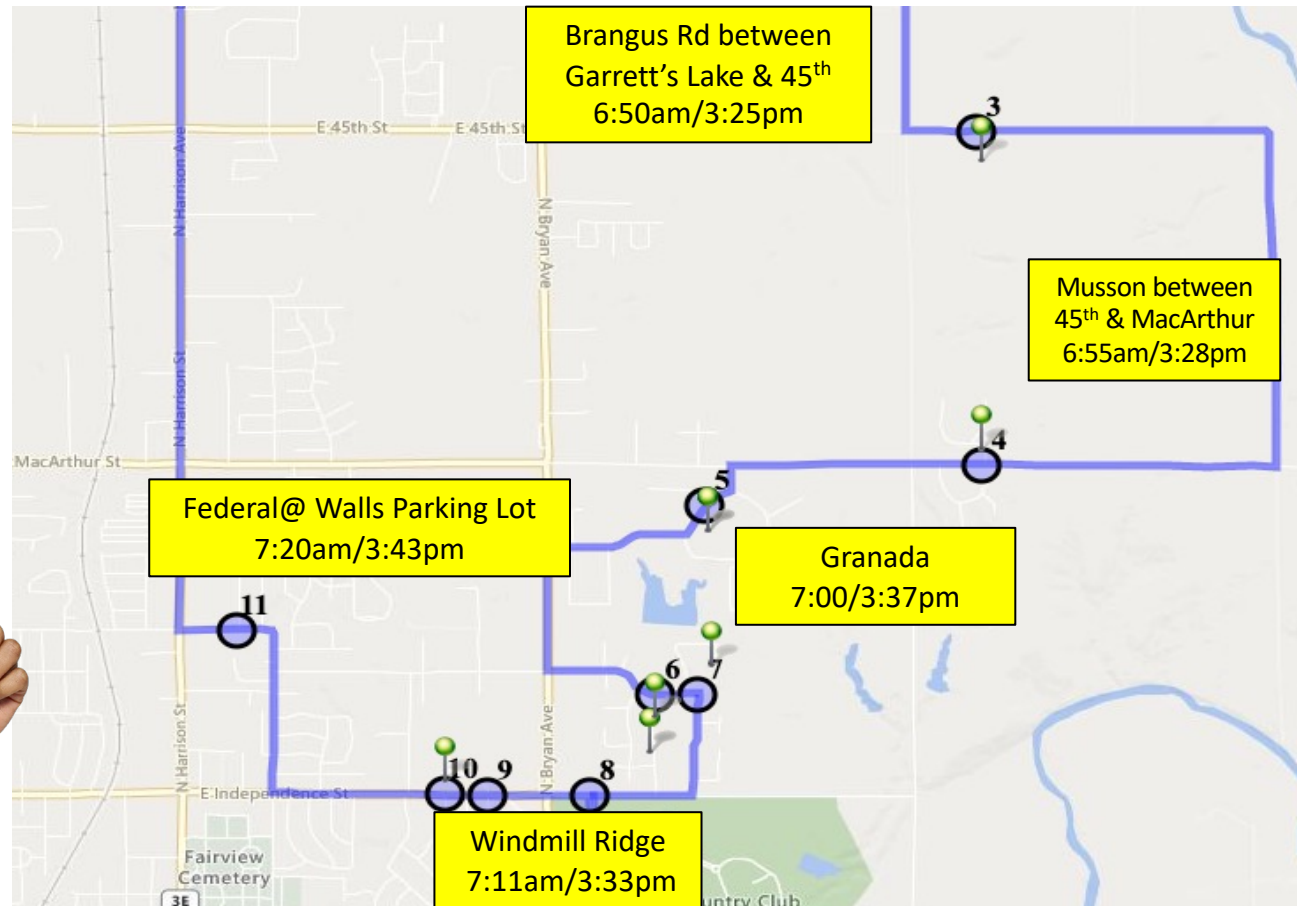 Brangus Rd between
Garrett's Lake & 45th
6:50am/3:25pm
3
E 45th St
E 45th St
N Harrison Ave
N Bryan Ave
Musson between
45th & MacArthur
6:55am/3:28pm
N Harrison St
4
MacArthur St
5
Federal@ Walls Parking Lot
7:20am/3:43pm
Granada
7:00/3:37pm
11
6
7
N Harrison St
N Bryan Ave
10
9
8
E Independence St
Windmill Ridge
7:11am/3:33pm
Fairview
Cemetery
3E
Country Club